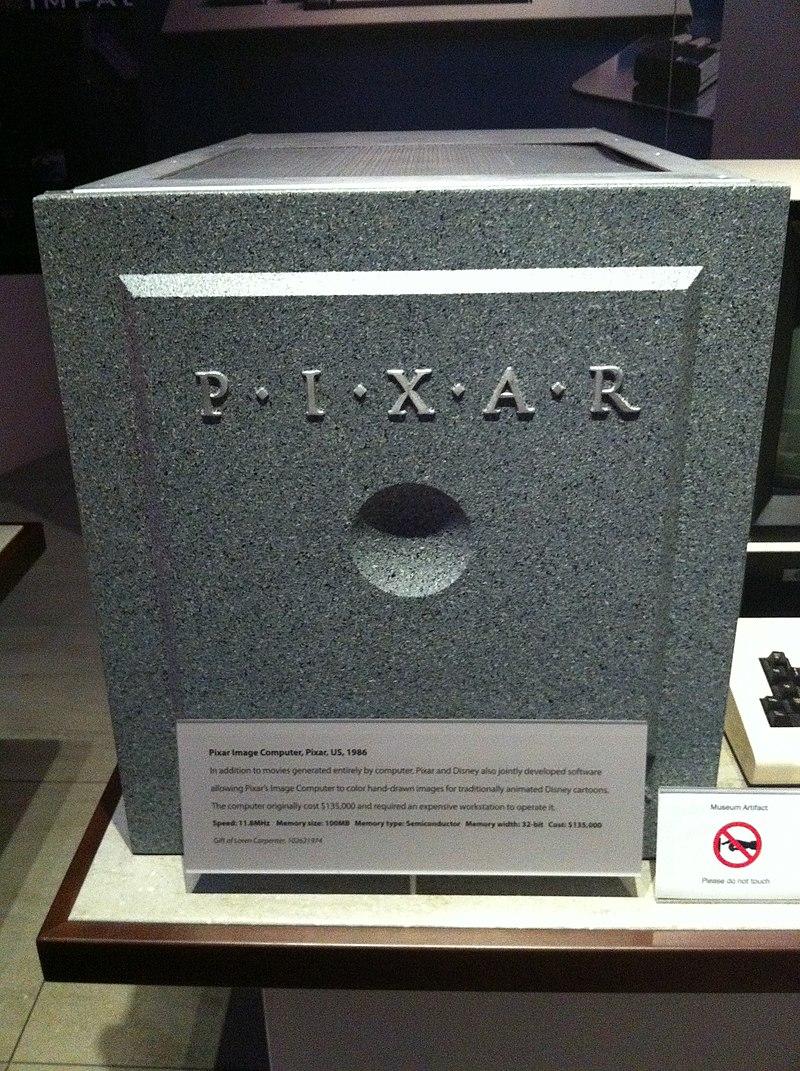 IMPAC
P·I·X·A·R
Pixar Image Computer, Pixar, US, 1986
In addition to movies generated entirely by computer, Pixar and Disney also jointly developed software
allowing Pixar's Image Computer to color hand-drawn images for traditionally animated Disney cartoons.
The computer originally cost $135,000 and required an expensive workstation to operate it.
Speed: 11.8MHz Memory size: 100MB Memory type: Semiconductor Memory width: 32-bit Cost: $135,000
Gift of Loren Carpenter, 102621974
Museum Artifact
Please do not touch